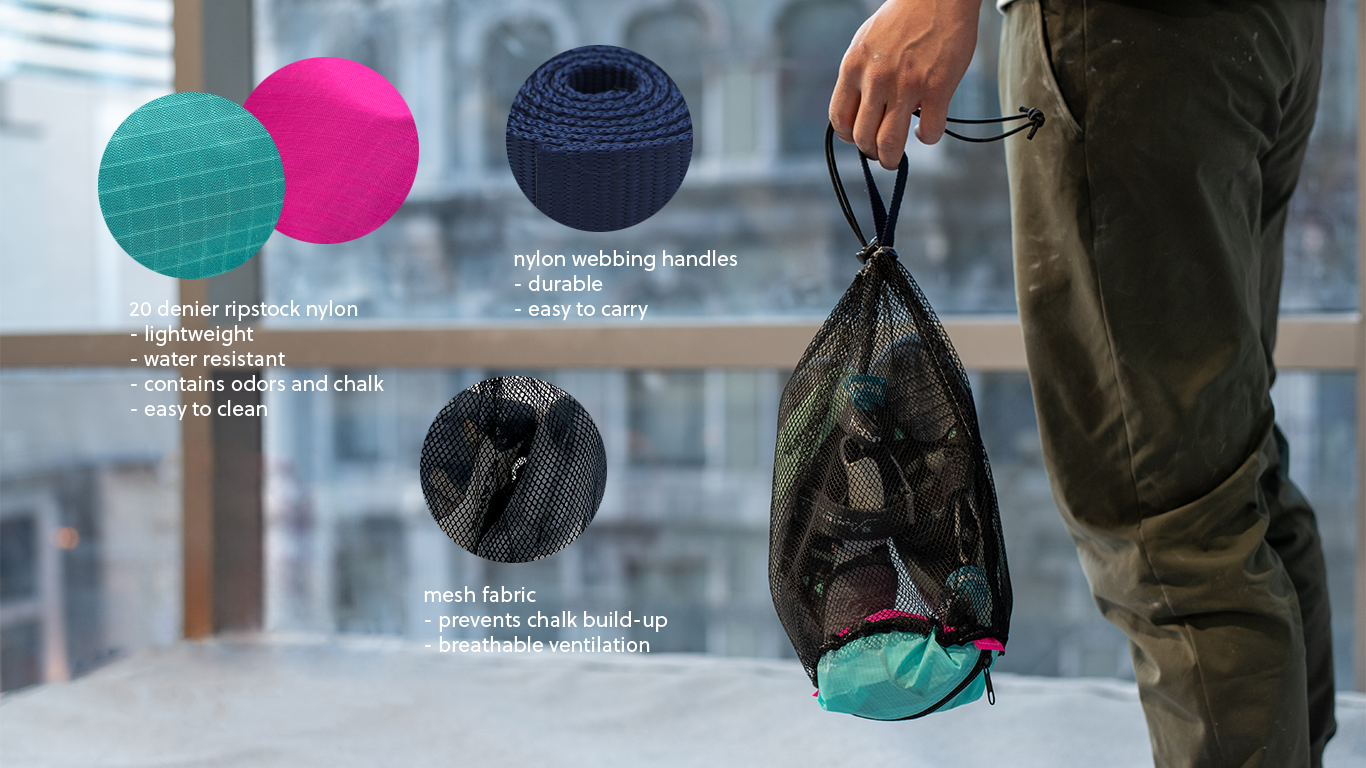 20 denier ripstock nylon
- lightweight
- water resistant
- contains odors and chalk
- easy to clean
nylon webbing handles
- durable
- easy to carry
mesh fabric
- prevents chalk build-up
- breathable ventilation